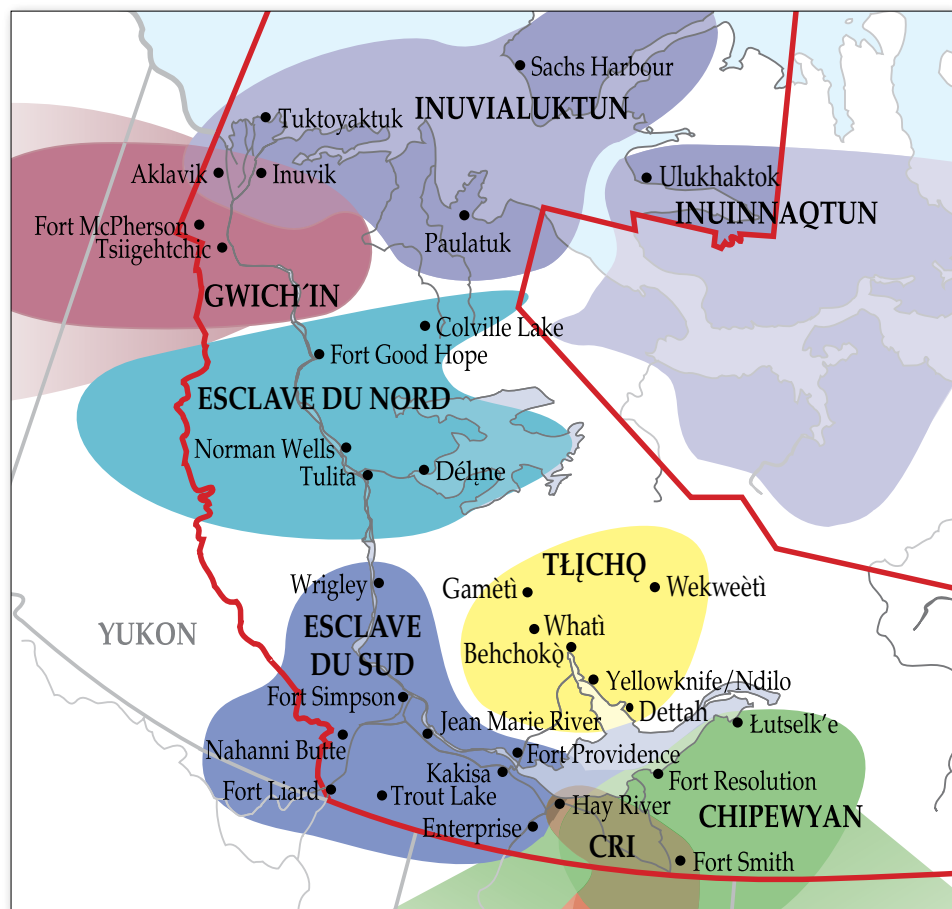 Sachs Harbour
INUVIALUKTUN
Tuktoyaktuk
Aklavik
Inuvik
Ulukhaktok
INUINNAQTUN
Fort McPherson
Tsiigehtchic
Paulatuk
GWICH´IN
Colville Lake
Fort Good Hope
ESCLAVE DU NORD
Norman Wells
Tulita
Délı̨ne
TŁı̨CHǪ
Wrigley
Gamètì
Wekweètì
YUKON
ESCLAVE
DU SUD
Whatì
Behchokǫ̀
Yellowknife/Ndilo
Fort Simpson
Dettah
Jean Marie River
Łutselk’e
Nahanni Butte
Fort Providence
Kakisa
Fort Resolution
Fort Liard
Trout Lake
Hay River
CHIPEWYAN
Enterprise
CRI
Fort Smith